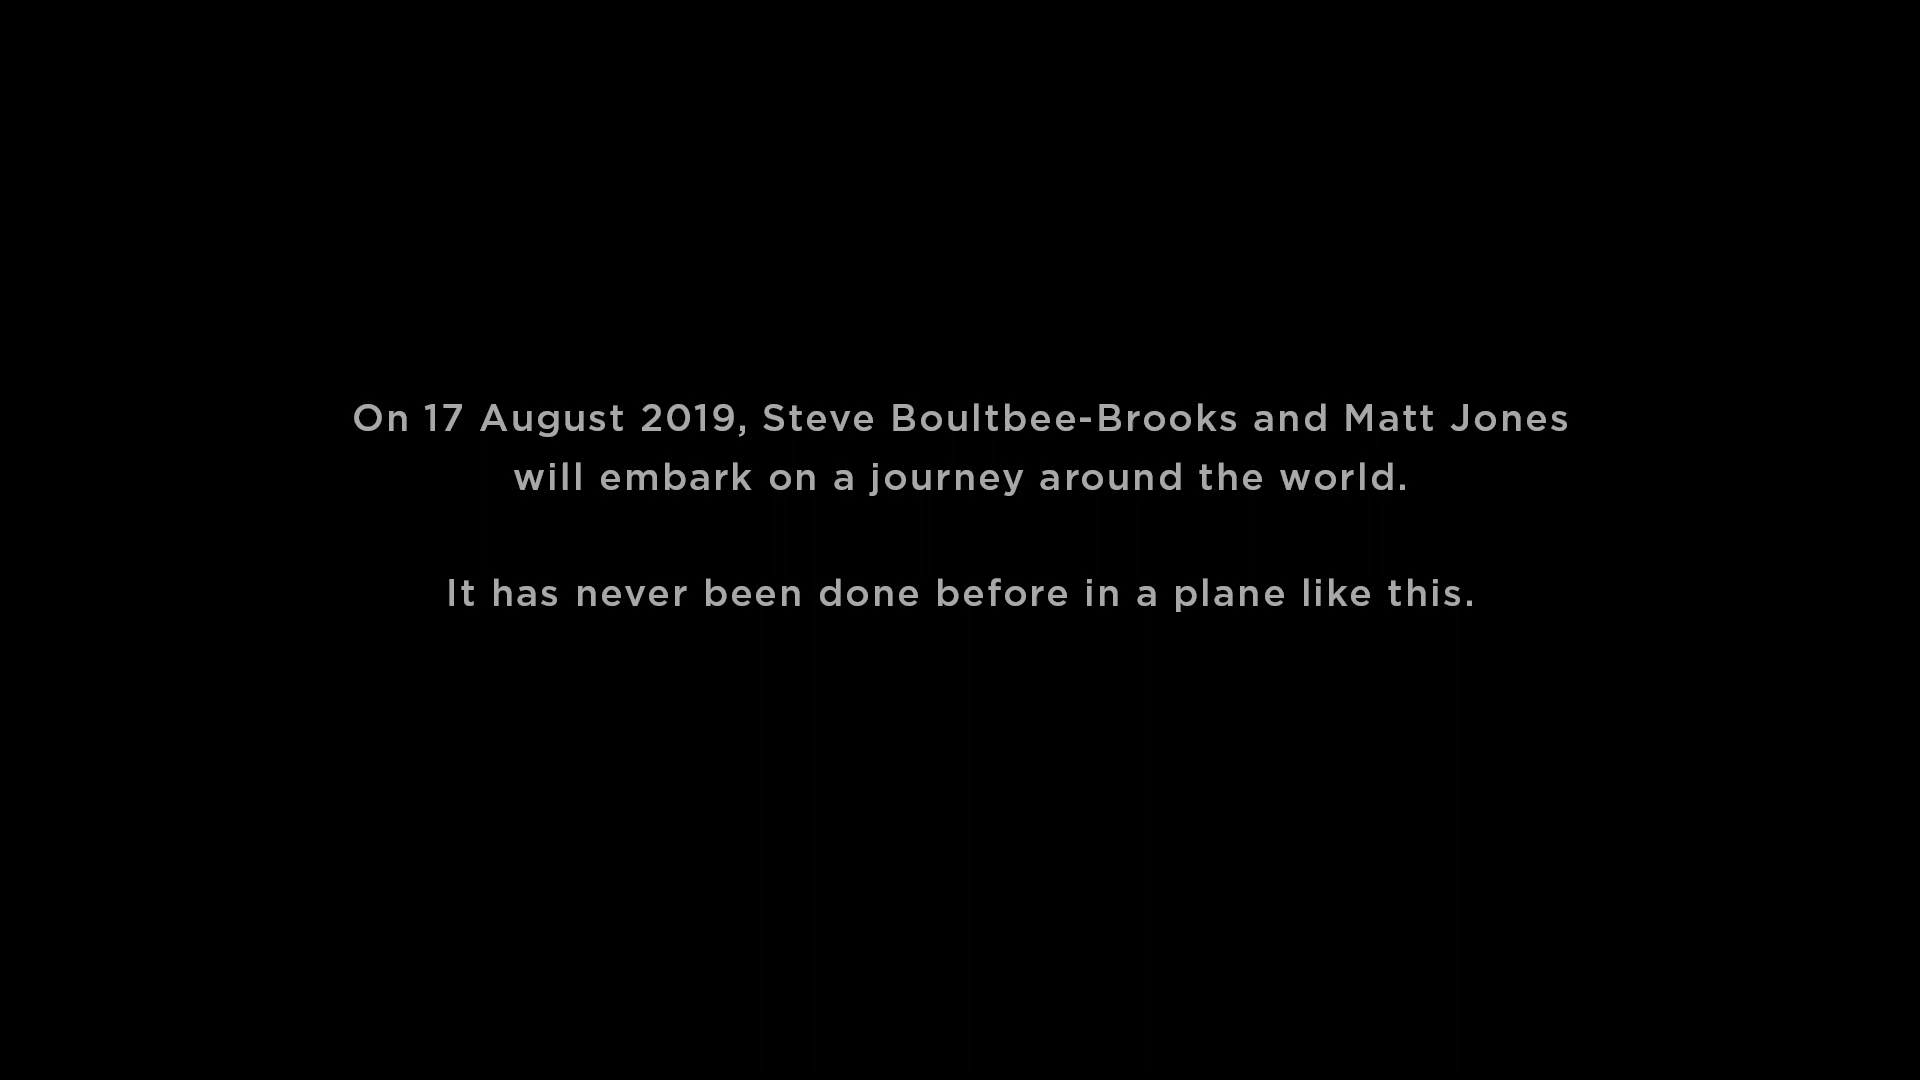 On 17 August 2019, Steve Boultbee-Brooks and Matt Jones
will embark on a journey around the world.
It has never been done before in a plane like this.